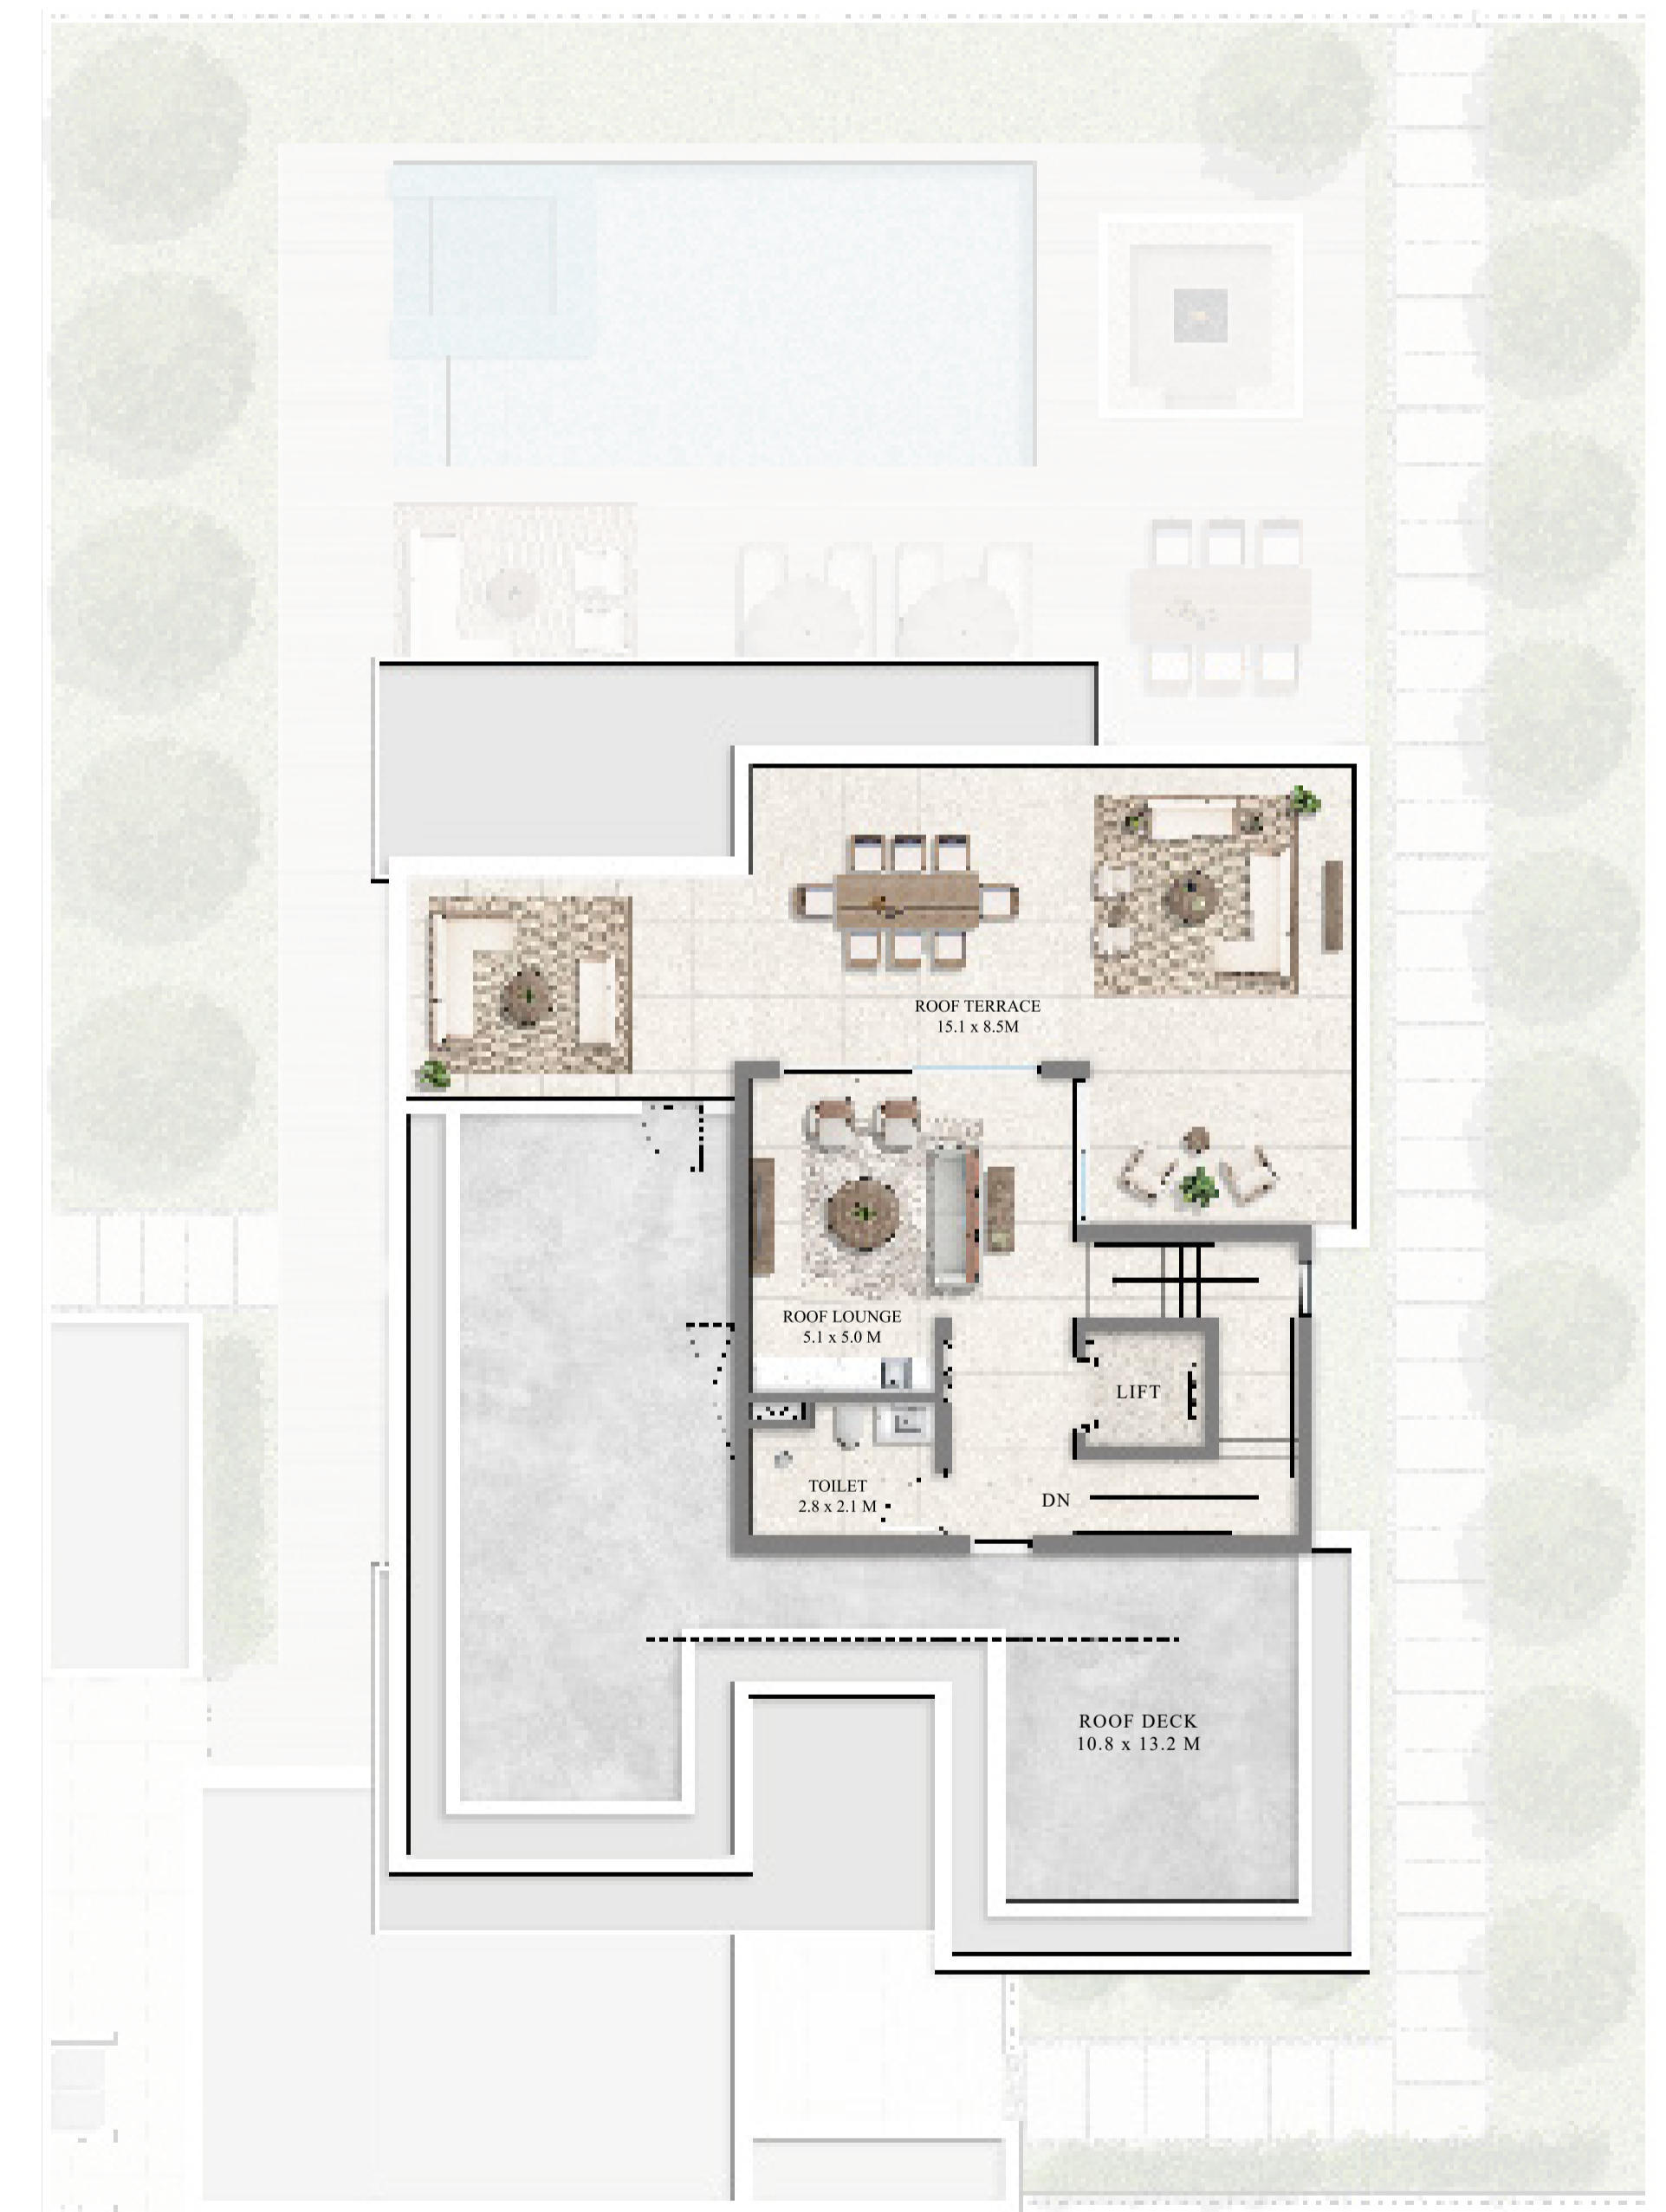 ROOF TERRACE
15.1 x 8.5M
ROOF LOUNGE
5.1 x 5.0 M
LIFT
TOILET
2.8 x 2.1 M
DN
ROOF DECK
10.8 x 13.2 M